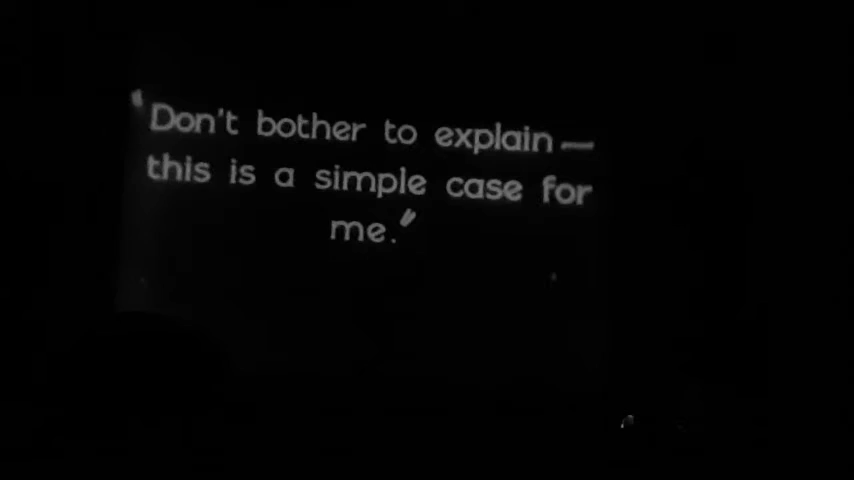 "Don't bother to explain—
this is a simple case for
me."